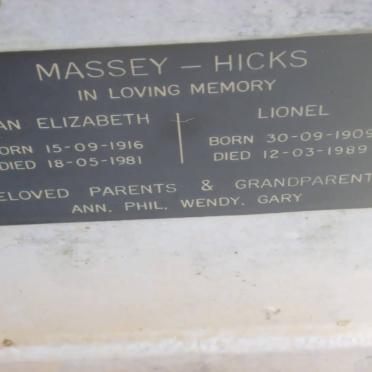 MASSEY – HICKS
IN LOVING MEMORY
AN ELIZABETH LIONEL
ORN 15-09-1916 BORN 30-09-1909
DIED 18-05-1981 DIED 12-03-1989
ELOVED PARENTS & GRANDPARENT
ANN, PHIL, WENDY, GARY